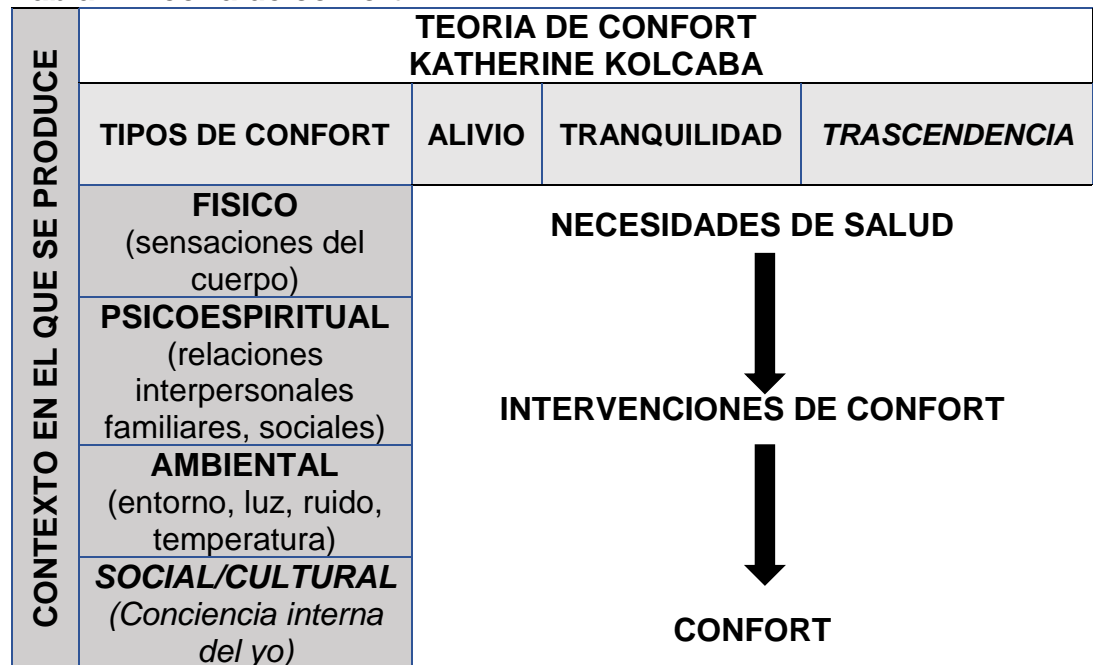 TEORIA DE CONFORT
KATHERINE KOLCABA
CONTEXTO EN EL QUE SE PRODUCE
TIPOS DE CONFORT
ALIVIO
TRANQUILIDAD
TRASCENDENCIA
FISICO
(sensaciones del
cuerpo)
PSICOESPIRITUAL
(relaciones
interpersonales
familiares, sociales)
AMBIENTAL
(entorno, luz, ruido,
temperatura)
SOCIAL/CULTURAL
(Conciencia interna
del yo)
NECESIDADES DE SALUD
INTERVENCIONES DE CONFORT
CONFORT